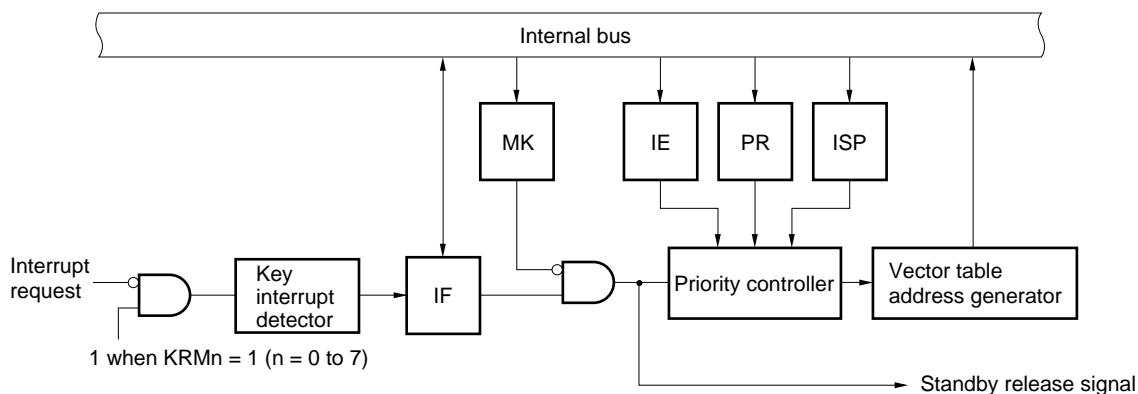 Internal bus
MK
IE
PR
ISP
Interrupt
request
Key
interrupt
detector
IF
Priority controller
Vector table
address generator
1 when KRMn = 1 (n = 0 to 7)
Standby release signal